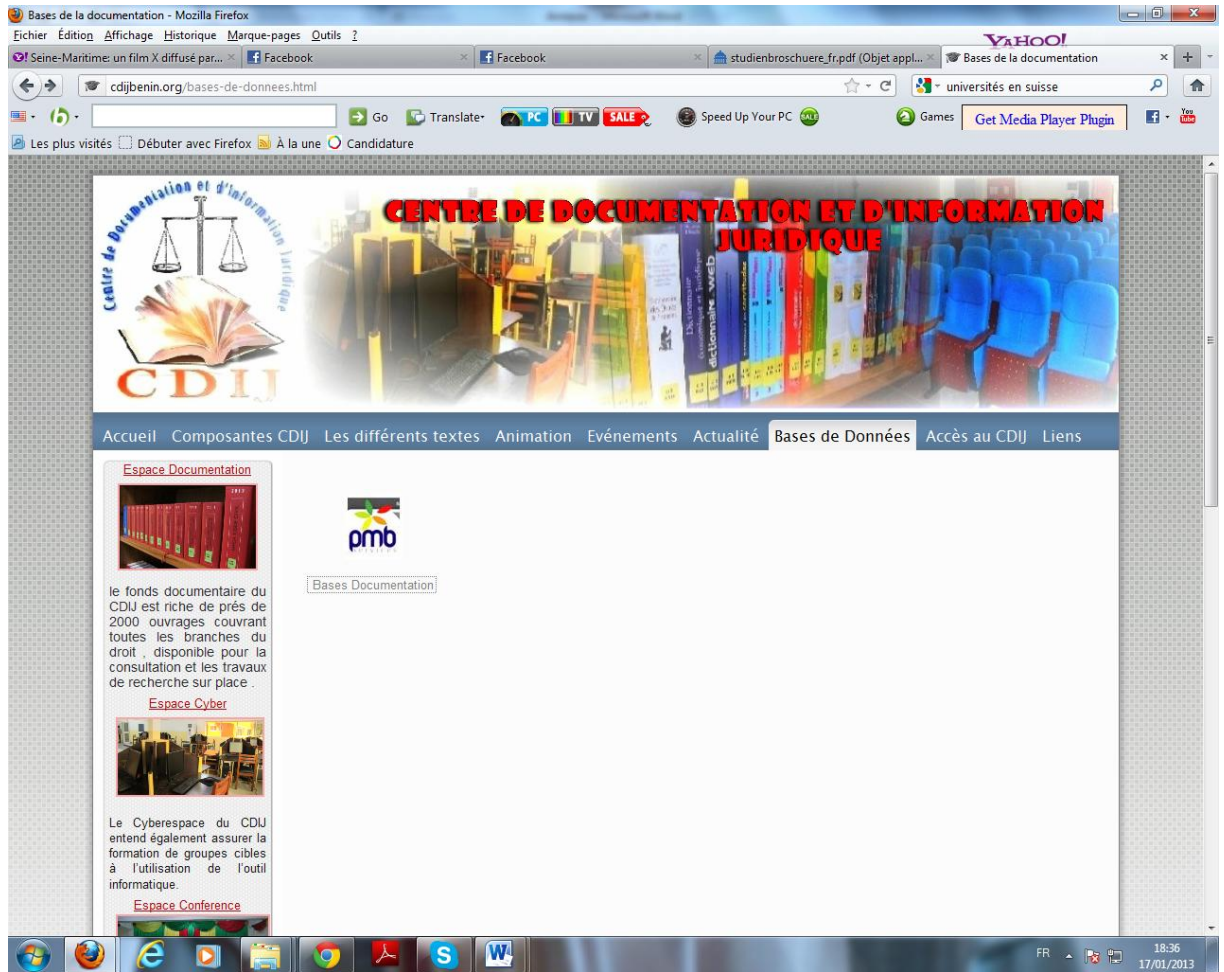 Bases de la documentation - Mozilla Firefox
Fichier Édition Affichage Historique Marque-pages Outils ?
YAHOO!
Seine-Maritime: un film X diffusé par... Facebook Facebook studienbroschuere_fr.pdf (Objet appl... Bases de la documentation
cdijbenin.org/bases-de-donnees.html universités en suisse
Go Translate PC TV SALE Speed Up Your PC SALE Games Get Media Player Plugin You Tube
Les plus visités Débuter avec Firefox À la une Candidature
Centre de Documentation et d'Information Juridique
CDIJ
CENTRE DE DOCUMENTATION ET D'INFORMATION
JURIDIQUE
dictionnaire web
Accueil Composantes CDIJ Les différents textes Animation Evénements Actualité Bases de Données Accès au CDIJ Liens
Espace Documentation
le fonds documentaire du
CDIJ est riche de prés de
2000 ouvrages couvrant
toutes les branches du
droit , disponible pour la
consultation et les travaux
de recherche sur place .
Espace Cyber
Le Cyberespace du CDIJ
entend également assurer la
formation de groupes cibles
à l'utilisation de l'outil
informatique.
Espace Conference
pmb
Bases Documentation
FR
18:36
17/01/2013